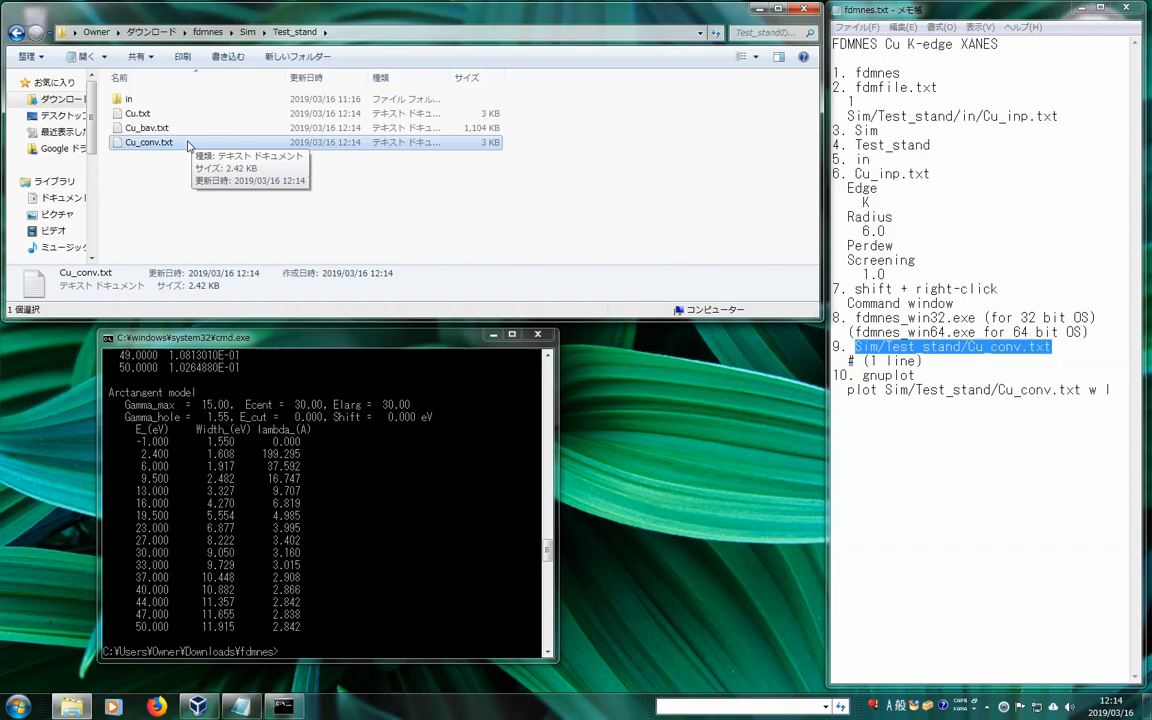 Owner ▸ ダウンロード ▸ fdmnes ▸ Sim ▸ Test_stand ▸
Test_standの...
整理 開く 共有 印刷 書き込む 新しいフォルダー
名前 更新日時 種類 サイズ
in 2019/03/16 11:16 ファイル フォル...
Cu.txt 2019/03/16 12:14 テキスト ドキュ... 3 KB
Cu_bav.txt 2019/03/16 12:14 テキスト ドキュ... 1,104 KB
Cu_conv.txt 2019/03/16 12:14 テキスト ドキュ... 3 KB
種類: テキスト ドキュメント
サイズ: 2.42 KB
更新日時: 2019/03/16 12:14
お気に入り
ダウンロー
デスクトッ
最近表示し
Google ドラ
ライブラリ
ドキュメン
ピクチャ
ビデオ
ミュージッ
Cu_conv.txt 更新日時: 2019/03/16 12:14 作成日時: 2019/03/16 12:14
テキスト ドキュメント サイズ: 2.42 KB
1 個選択 コンピューター
C:¥windows¥system32¥cmd.exe
49.0000 1.0813010E-01
50.0000 1.0264880E-01
Arctangent model
Gamma_max = 15.00, Ecent = 30.00, Elarg = 30.00
Gamma_hole = 1.55, E_cut = 0.000, Shift = 0.000 eV
E_(eV) Width_(eV) lambda_(A)
-1.000 1.550 0.000
2.400 1.608 199.295
6.000 1.917 37.592
9.500 2.482 16.747
13.000 3.327 9.707
16.000 4.270 6.819
19.500 5.554 4.985
23.000 6.877 3.995
27.000 8.222 3.402
30.000 9.050 3.160
33.000 9.729 3.015
37.000 10.448 2.908
40.000 10.882 2.866
44.000 11.357 2.842
47.000 11.655 2.838
50.000 11.915 2.842
C:¥Users¥Owner¥Downloads¥fdmnes>
fdmnes.txt - メモ帳
ファイル(F) 編集(E) 書式(O) 表示(V) ヘルプ(H)
FDMNES Cu K-edge XANES
1. fdmnes
2. fdmfile.txt
1
Sim/Test_stand/in/Cu_inp.txt
3. Sim
4. Test_stand
5. in
6. Cu_inp.txt
Edge
K
Radius
6.0
Perdew
Screening
1.0
7. shift + right-click
Command window
8. fdmnes_win32.exe (for 32 bit OS)
(fdmnes_win64.exe for 64 bit OS)
9. Sim/Test_stand/Cu_conv.txt
# (1 line)
10. gnuplot
plot Sim/Test_stand/Cu_conv.txt w l
A 般
CAPS
KANA
12:14
2019/03/16